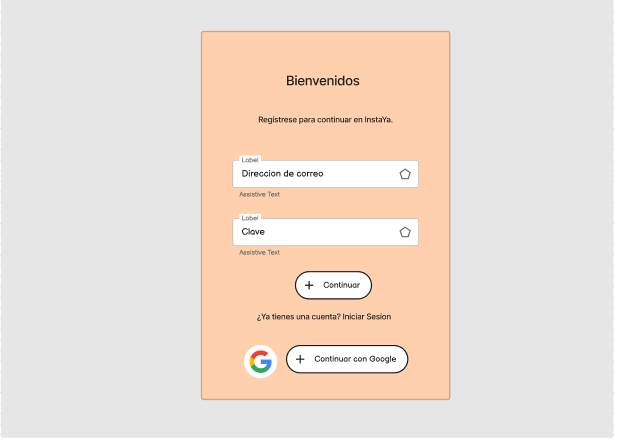 Bienvenidos
Regístrese para continuar en InstaYa.
Label
Direccion de correo
Assistive Text
Label
Clave
Assistive Text
+ Continuar
¿Ya tienes una cuenta? Iniciar Sesion
G
+ Continuar con Google